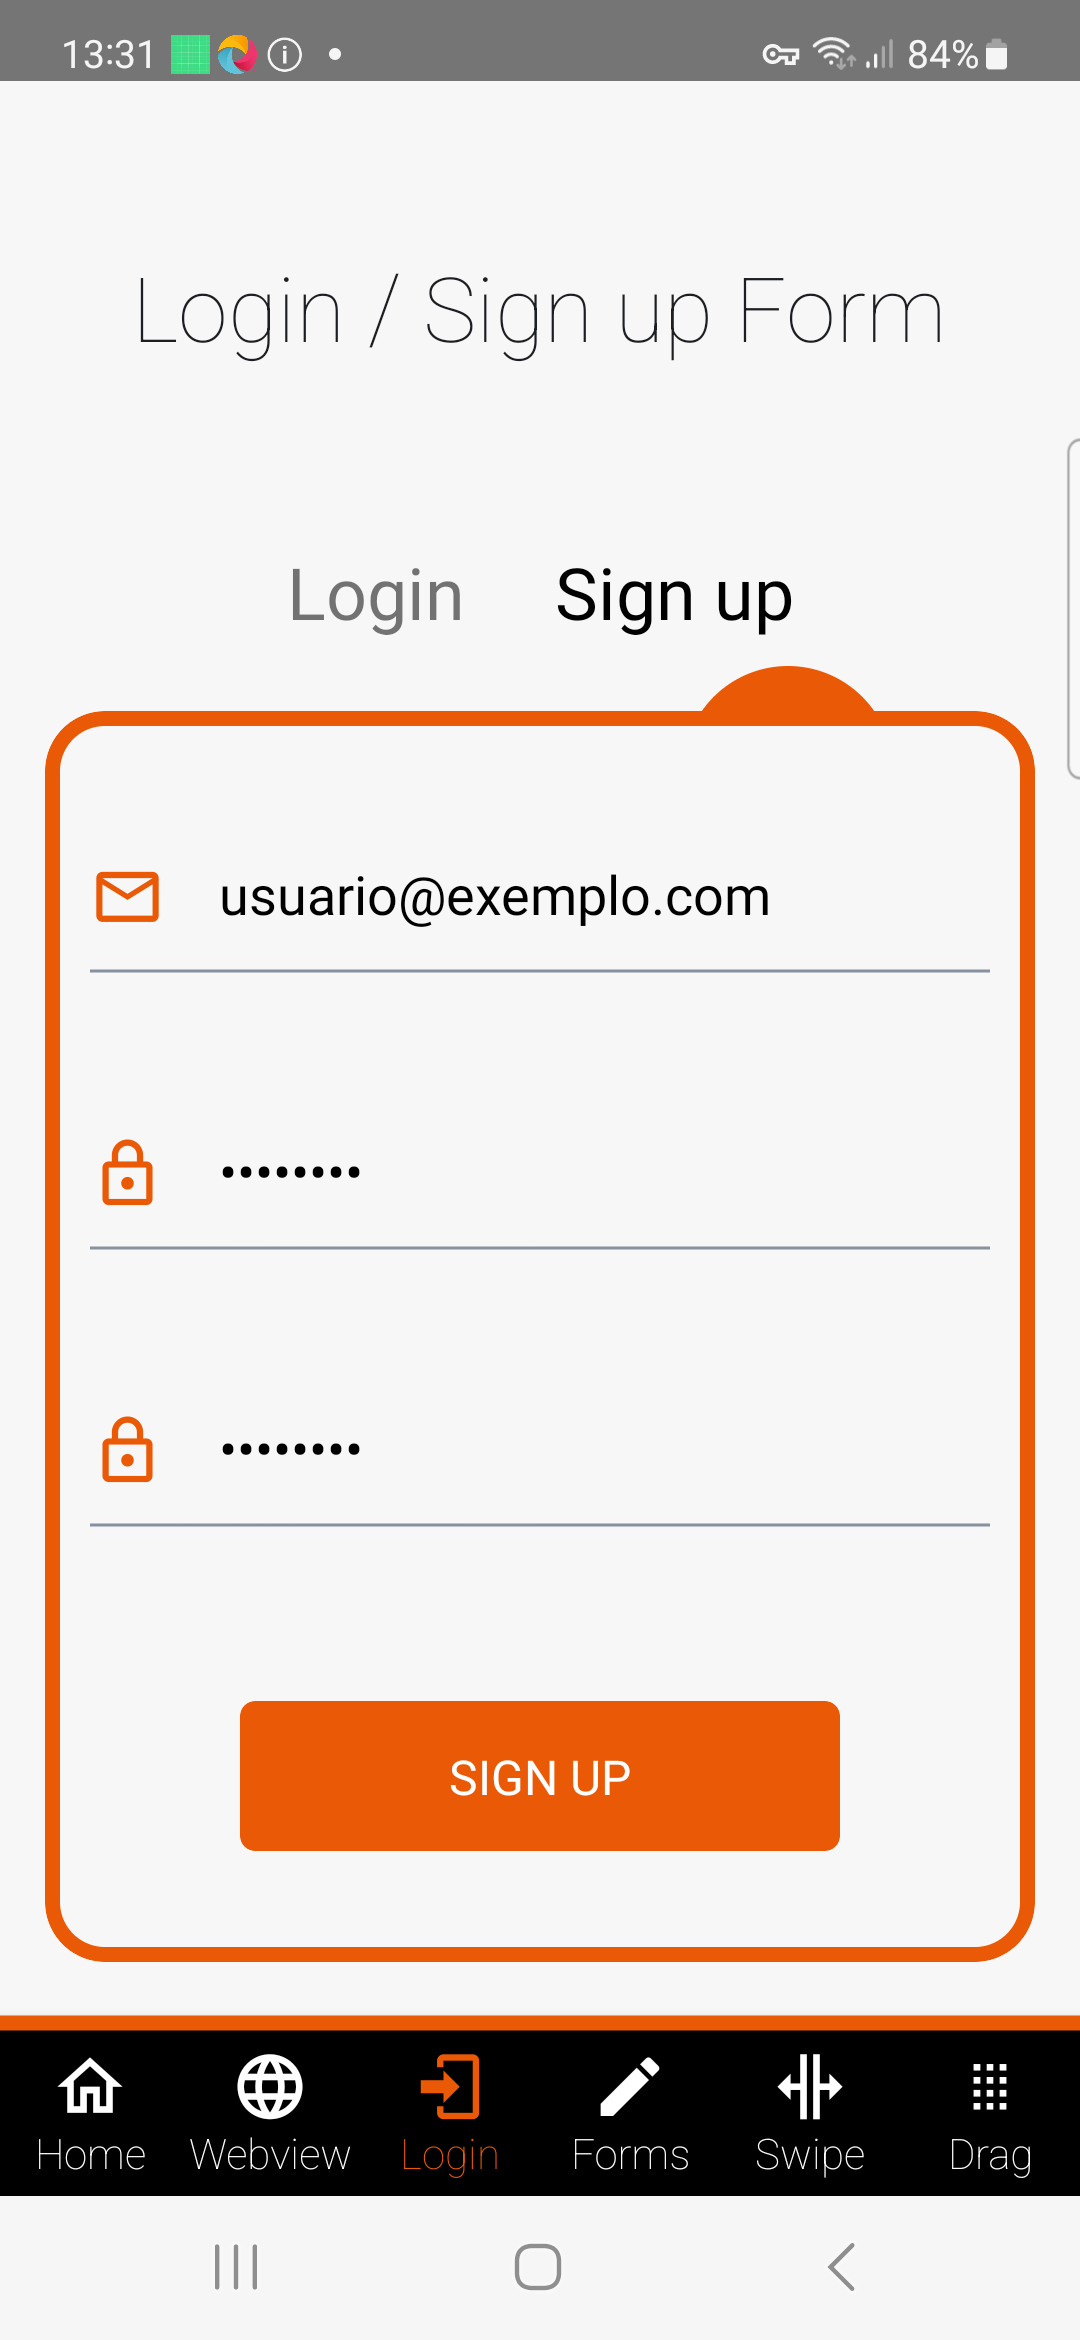 13:31 84%
Login / Sign up Form
Login Sign up
usuario@exemplo.com
••••••••
••••••••
SIGN UP
Home Webview Login Forms Swipe Drag